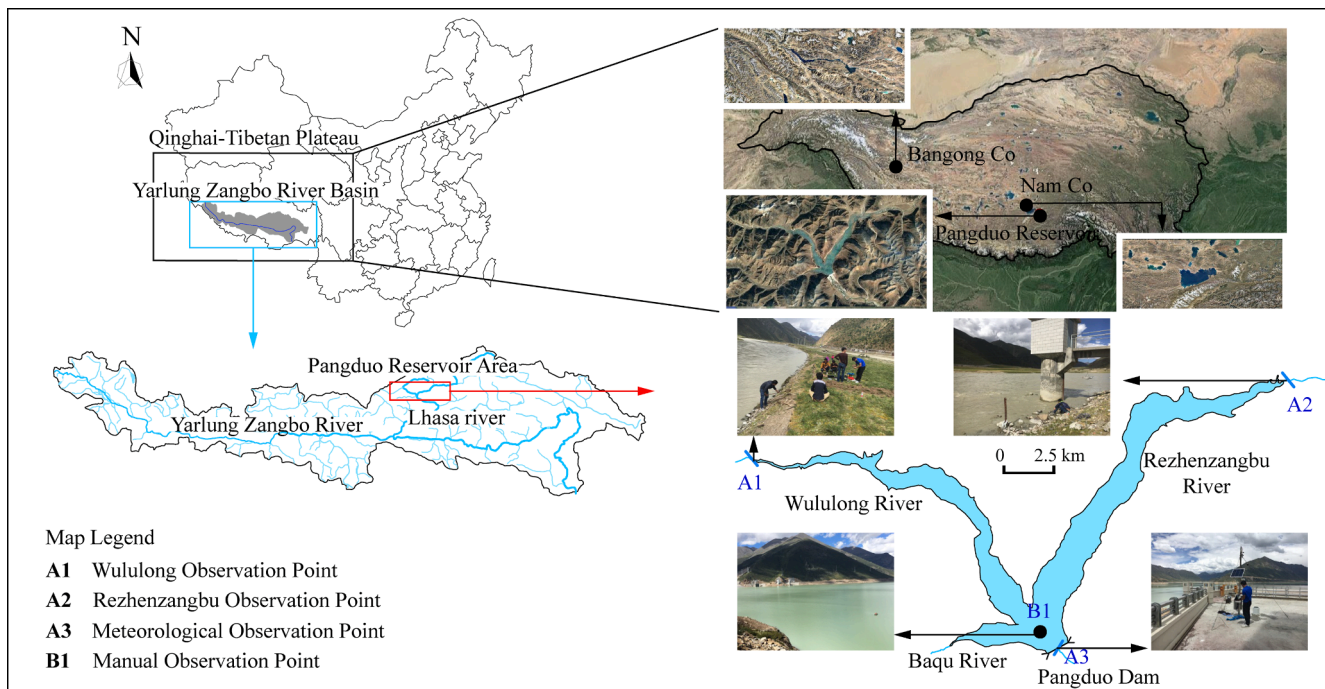 N
Qinghai-Tibetan Plateau
Yarlung Zangbo River Basin
Bangong Co
Nam Co
Pangduo Reservoir
Pangduo Reservoir Area
Lhasa river
Yarlung Zangbo River
A1
A2
0 2.5 km
Wululong River
Rezhenzangbu
River
B1
A3
Baqu River
Pangduo Dam
Map Legend
A1 Wululong Observation Point
A2 Rezhenzangbu Observation Point
A3 Meteorological Observation Point
B1 Manual Observation Point